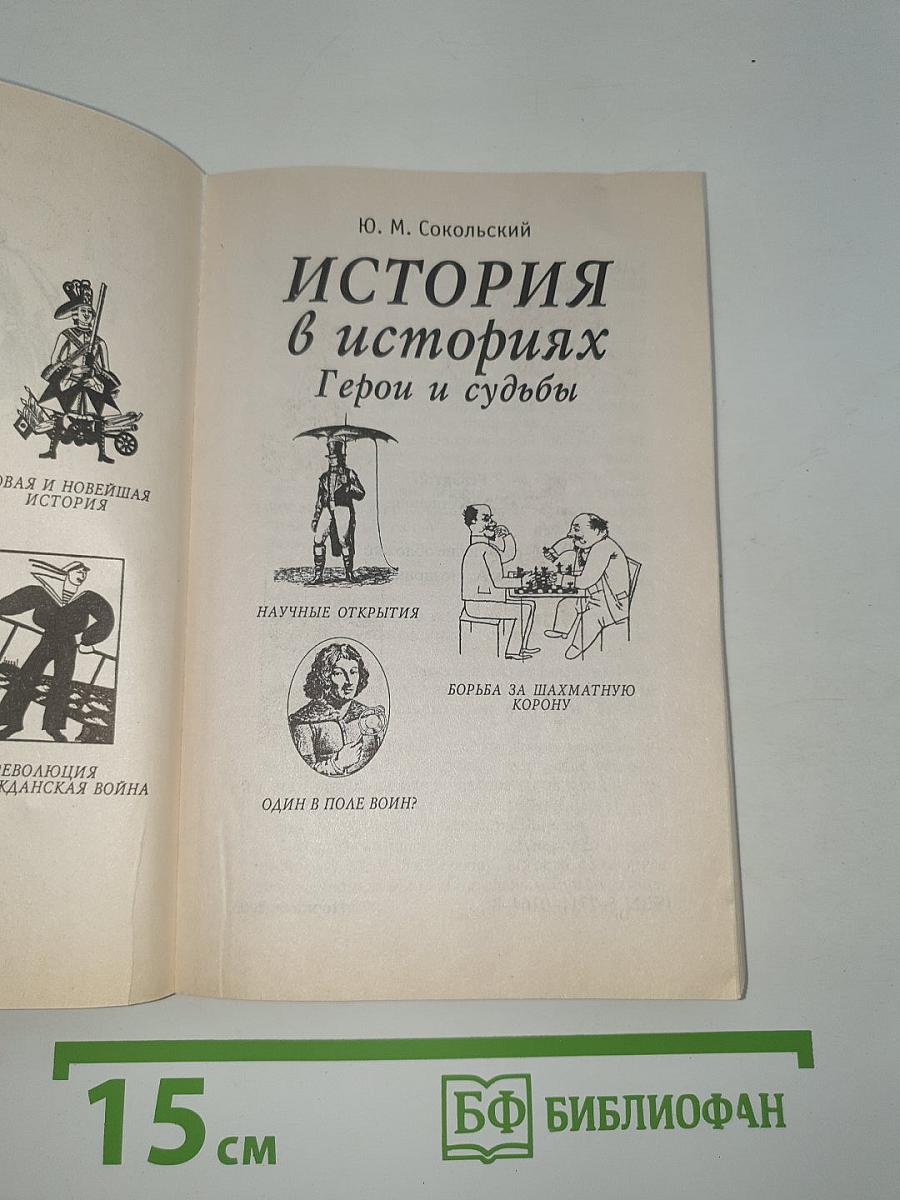 ОВАЯ И НОВЕЙШАЯ
ИСТОРИЯ
РЕВОЛЮЦИЯ
ЖДАНСКАЯ ВОЙНА
Ю. М. Сокольский
ИСТОРИЯ
в историях
Герои и судьбы
НАУЧНЫЕ ОТКРЫТИЯ
БОРЬБА ЗА ШАХМАТНУЮ
КОРОНУ
ОДИН В ПОЛЕ ВОИН?
15 см
БФ БИБЛИОФАН